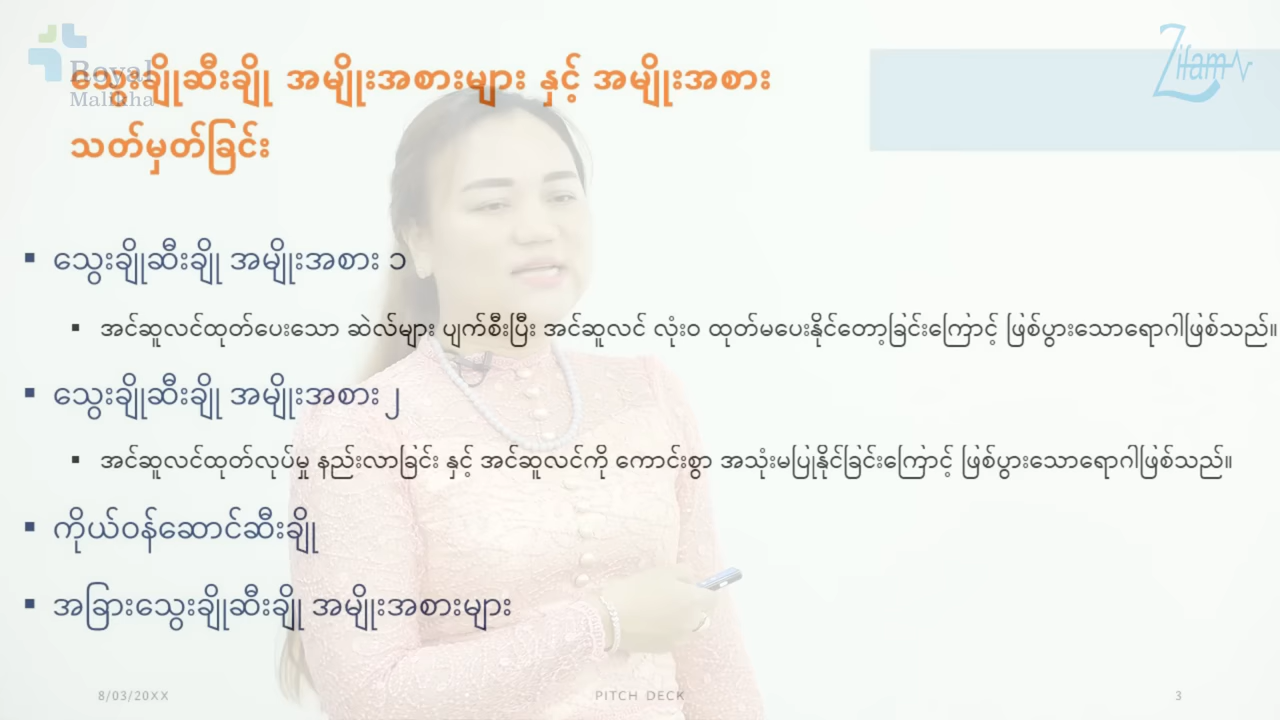 Royal
Malikha
Zifam
သွေးချိုဆီးချို အမျိုးအစားများ နှင့် အမျိုးအစား
သတ်မှတ်ခြင်း
သွေးချိုဆီးချို အမျိုးအစား ၁
အင်ဆူလင်ထုတ်ပေးသော ဆဲလ်များ ပျက်စီးပြီး အင်ဆူလင် လုံးဝ ထုတ်မပေးနိုင်တော့ခြင်းကြောင့် ဖြစ်ပွားသောရောဂါဖြစ်သည်။
သွေးချိုဆီးချို အမျိုးအစား၂
အင်ဆူလင်ထုတ်လုပ်မှု နည်းလာခြင်း နှင့် အင်ဆူလင်ကို ကောင်းစွာ အသုံးမပြုနိုင်ခြင်းကြောင့် ဖြစ်ပွားသောရောဂါဖြစ်သည်။
ကိုယ်ဝန်ဆောင်ဆီးချို
အခြားသွေးချိုဆီးချို အမျိုးအစားများ
8/03/20XX
PITCH DECK
3